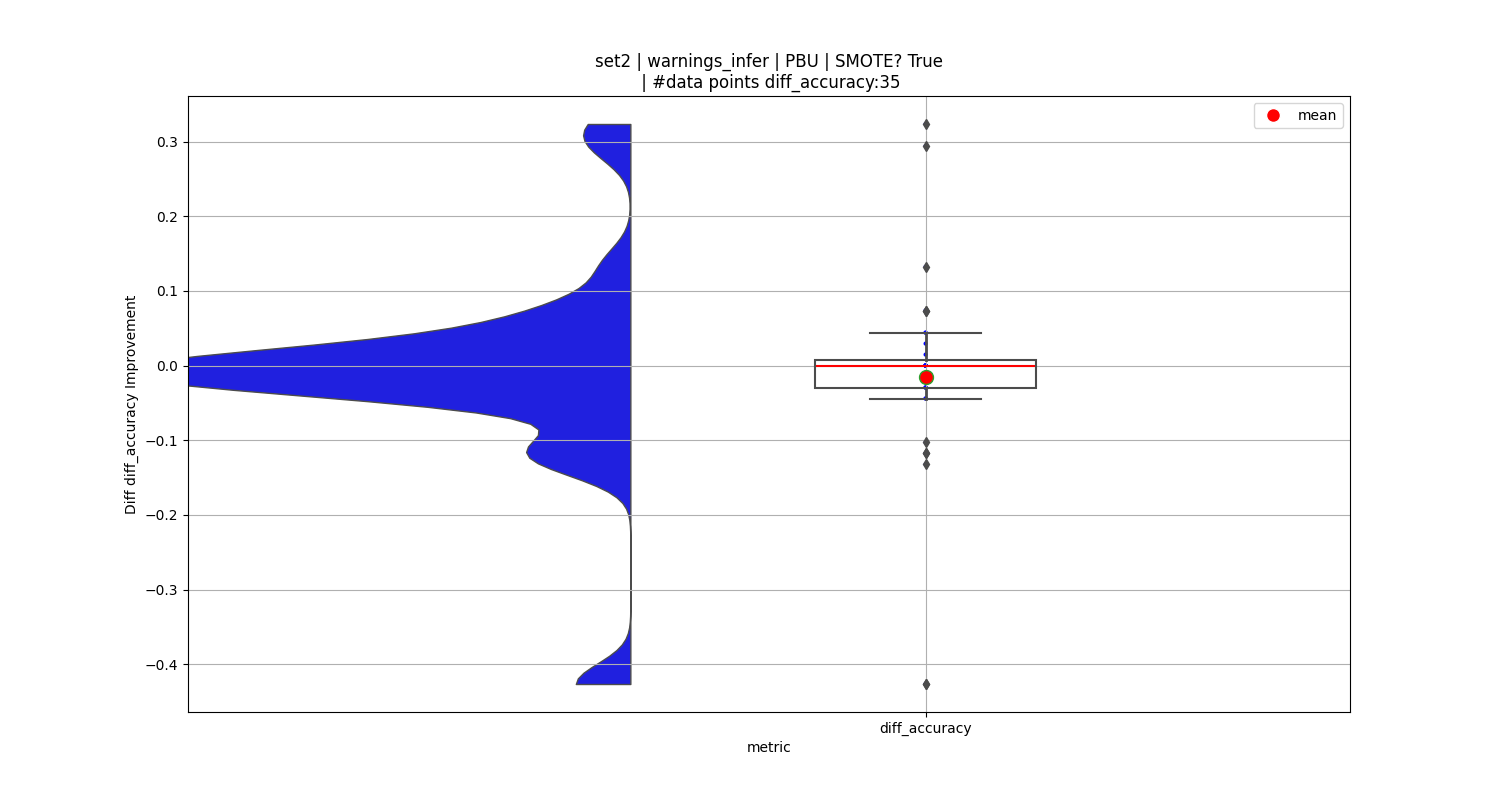 set2 | warnings_infer | PBU | SMOTE? True
| #data points diff_accuracy:35
mean
0.3
0.2
0.1
0.0
−0.1
−0.2
−0.3
−0.4
Diff diff_accuracy Improvement
diff_accuracy
metric